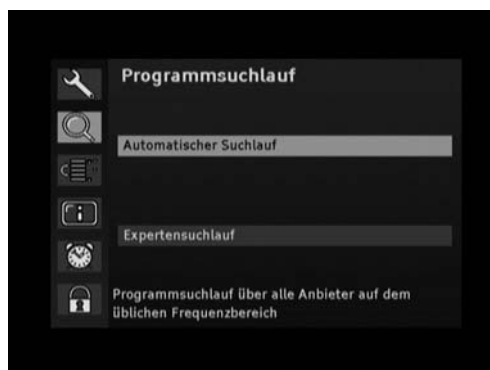 Programmsuchlauf
Automatischer Suchlauf
Expertensuchlauf
Programmsuchlauf über alle Anbieter auf dem
üblichen Frequenzbereich